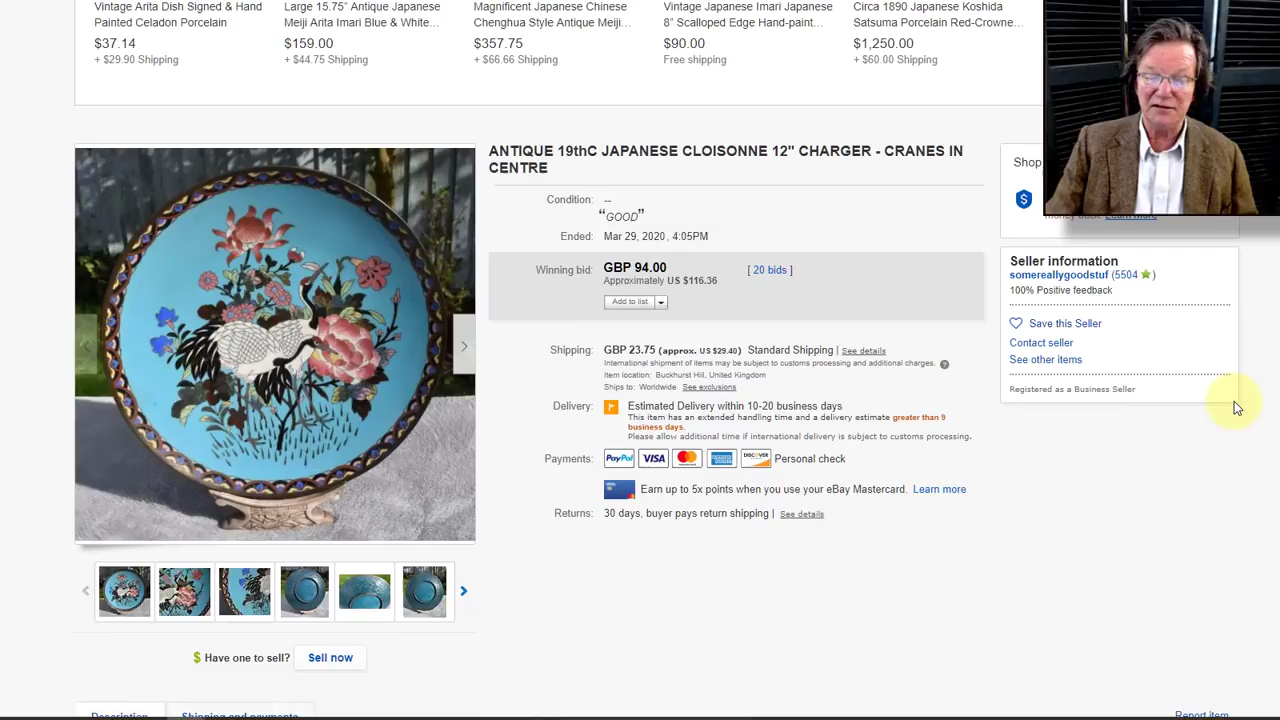 Vintage Arita Dish Signed & Hand
Painted Celadon Porcelain
$37.14
+ $29.90 Shipping
Large 15.75" Antique Japanese
Meiji Arita Imari Blue & White...
$159.00
+ $44.75 Shipping
Magnificent Japanese Chinese
Chenghua Style Antique Meiji...
$357.75
+ $66.66 Shipping
Vintage Japanese Imari Japanese
8” Scalloped Edge Hand-paint...
$90.00
Free shipping
Circa 1890 Japanese Koshida
Satsuma Porcelain Red-Crowne...
$1,250.00
+ $60.00 Shipping
ANTIQUE 19thC JAPANESE CLOISONNE 12" CHARGER - CRANES IN
CENTRE
Condition: --
“GOOD”
Ended: Mar 29, 2020 , 4:05PM
Winning bid: GBP 94.00 [ 20 bids ]
Approximately US $116.36
Add to list
Shipping: GBP 23.75 (approx. US $29.40) Standard Shipping | See details
International shipment of items may be subject to customs processing and additional charges.
Item location: Buckhurst Hill, United Kingdom
Ships to: Worldwide See exclusions
Delivery: Estimated Delivery within 10-20 business days
This item has an extended handling time and a delivery estimate greater than 9
business days.
Please allow additional time if international delivery is subject to customs processing.
Payments: PayPal VISA DISCOVER Personal check
Earn up to 5x points when you use your eBay Mastercard. Learn more
Returns: 30 days, buyer pays return shipping | See details
Shop
money back. Learn more
Seller information
somereallygoodstuf (5504 )
100% Positive feedback
Save this Seller
Contact seller
See other items
Registered as a Business Seller
$ Have one to sell? Sell now
Description Shipping and payments
Report item